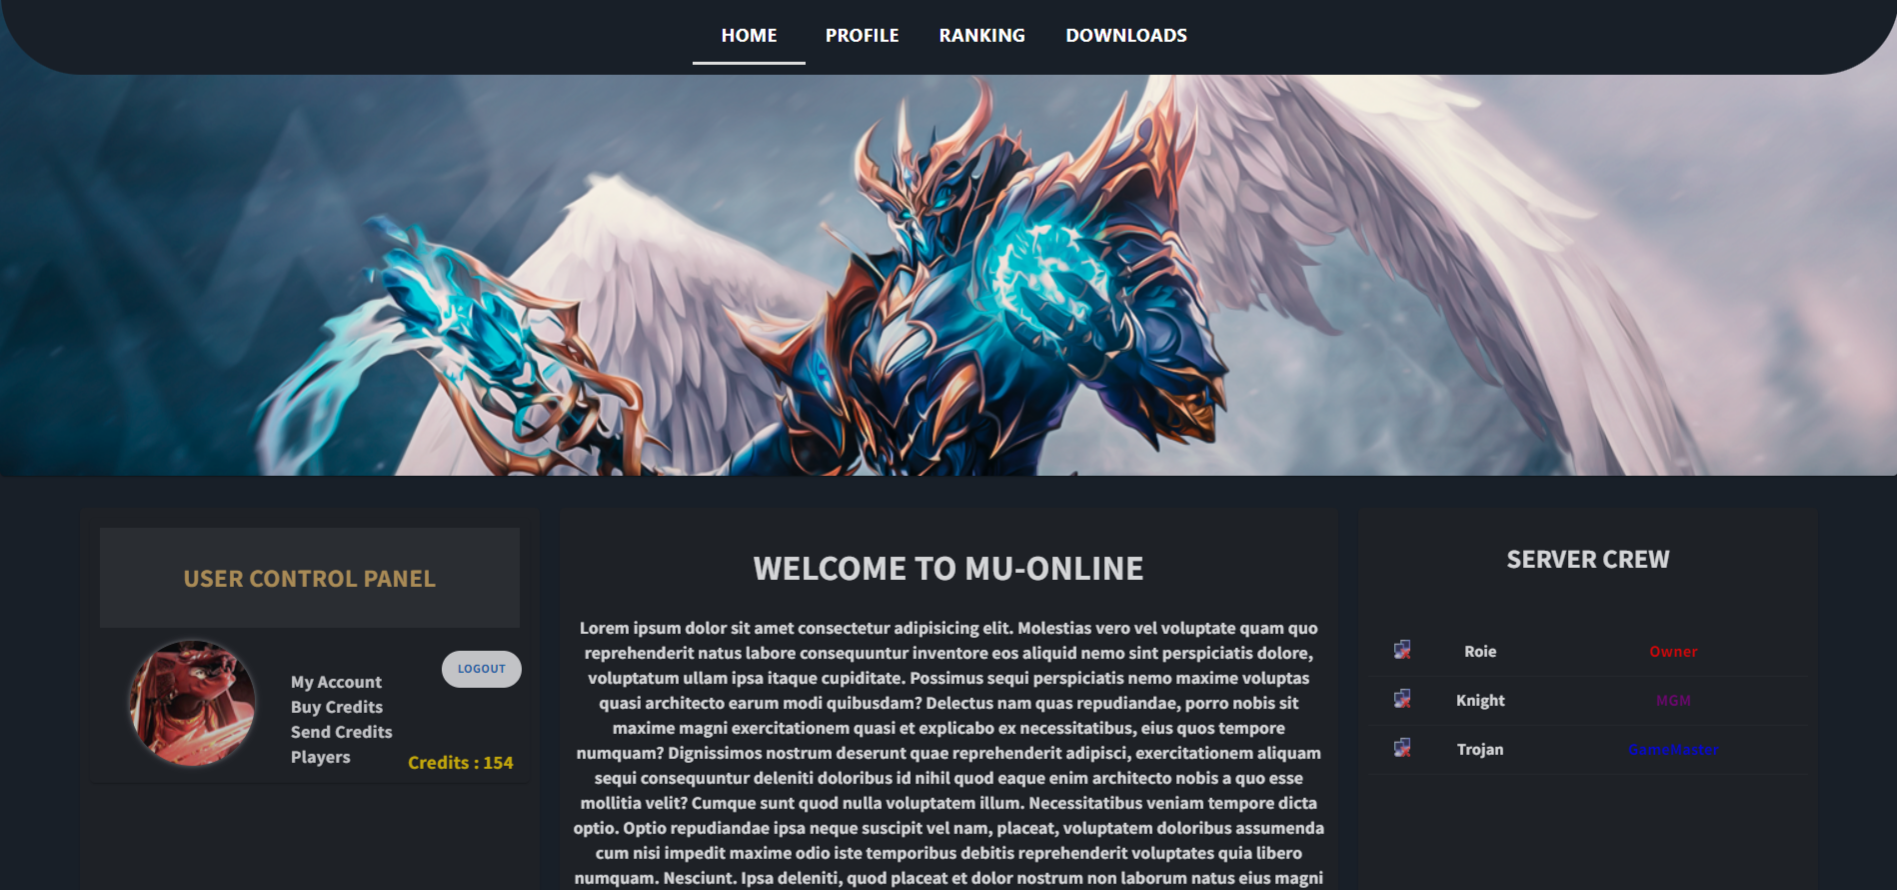 HOME PROFILE RANKING DOWNLOADS
USER CONTROL PANEL
LOGOUT
My Account
Buy Credits
Send Credits
Players
Credits : 154
WELCOME TO MU-ONLINE
Lorem ipsum dolor sit amet consectetur adipisicing elit. Molestias vero vel voluptate quam quo
reprehenderit natus labore consequuntur inventore eos aliquid nemo sint perspiciatis dolore,
voluptatum ullam ipsa itaque cupiditate. Possimus sequi perspiciatis nemo maxime voluptas
quasi architecto earum modi quibusdam? Delectus nam quas repudiandae, porro nobis sit
maxime magni exercitationem quasi et explicabo ex necessitatibus, eius quos tempore
numquam? Dignissimos nostrum deserunt quae reprehenderit adipisci, exercitationem aliquam
sequi consequuntur deleniti doloribus id nihil quod eaque enim architecto nobis a quo esse
mollitia velit? Cumque sunt quod nulla voluptatem illum. Necessitatibus veniam tempore dicta
optio. Optio repudiandae ipsa neque suscipit vel nam, placeat, voluptatem doloribus assumenda
cum nisi impedit maxime odio iste temporibus debitis reprehenderit voluptates quia libero
numquam. Nesciunt. Ipsa deleniti, quod placeat et dolor nostrum non laborum natus eius magni
SERVER CREW
Roie Owner
Knight MGM
Trojan GameMaster